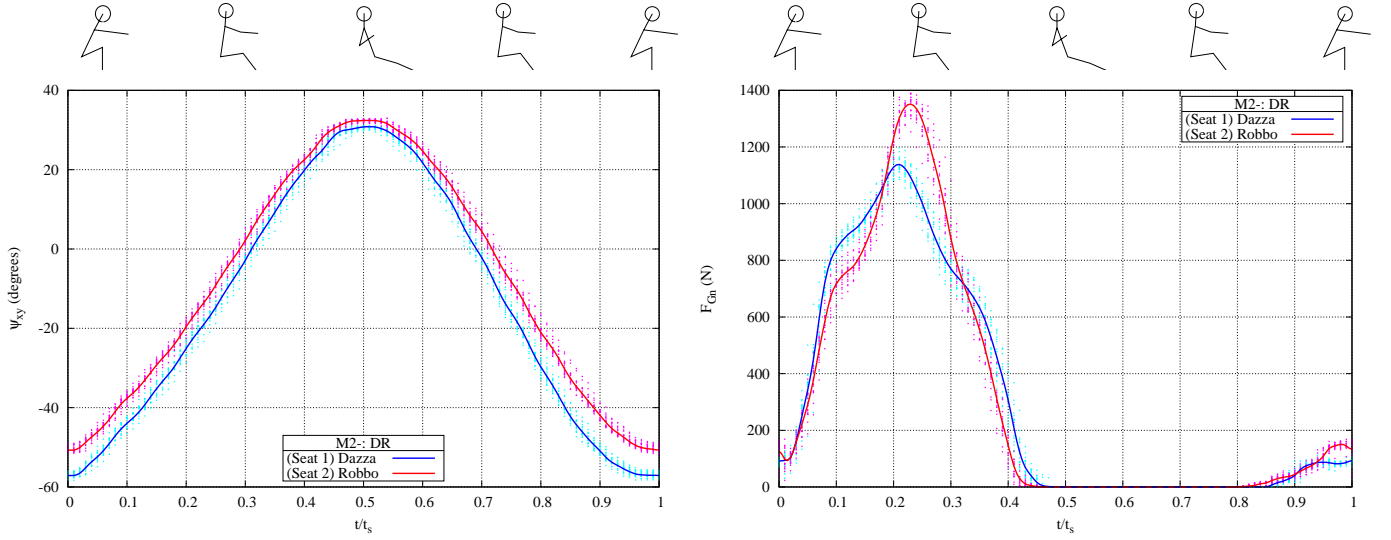 40
20
0
-20
-40
-60
ψxy (degrees)
M2-: DR
(Seat 1) Dazza
(Seat 2) Robbo
0 0.1 0.2 0.3 0.4 0.5 0.6 0.7 0.8 0.9 1
t/ts
1400
1200
1000
800
600
400
200
0
FGn (N)
M2-: DR
(Seat 1) Dazza
(Seat 2) Robbo
0 0.1 0.2 0.3 0.4 0.5 0.6 0.7 0.8 0.9 1
t/ts